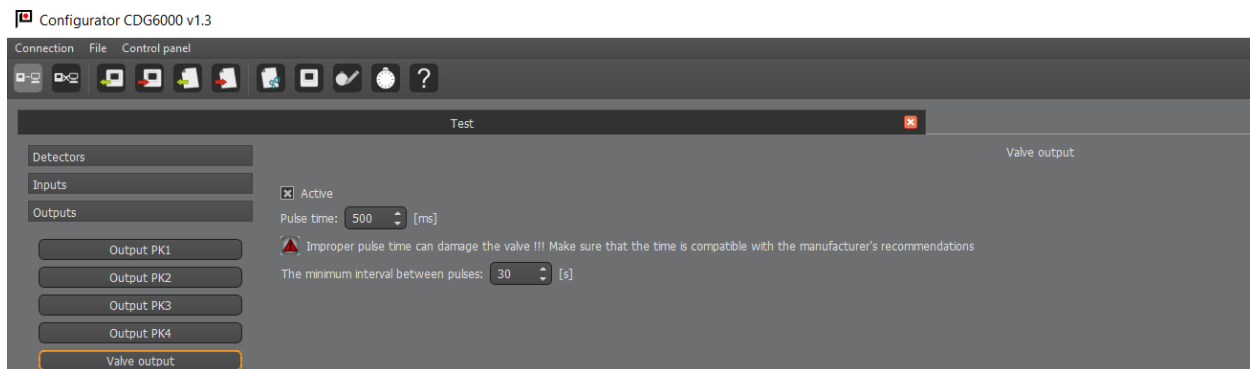 Configurator CDG6000 v1.3
Connection File Control panel
?
Test
Detectors
Valve output
Inputs
Active
Outputs
Pulse time: 500 [ms]
Output PK1
Improper pulse time can damage the valve !!! Make sure that the time is compatible with the manufacturer's recommendations
Output PK2
The minimum interval between pulses: 30 [s]
Output PK3
Output PK4
Valve output